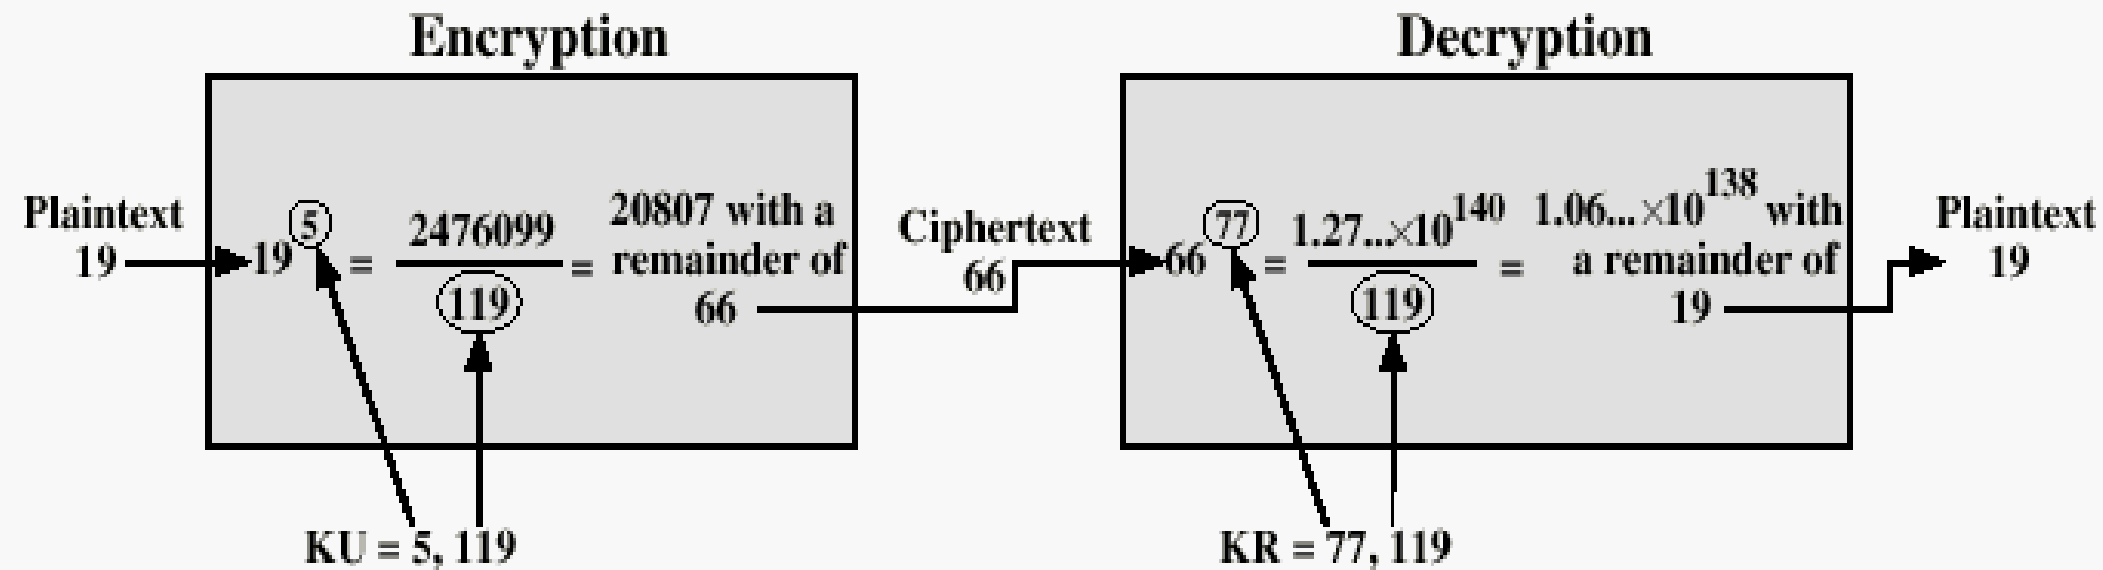 Encryption
Decryption
Plaintext
19
19^5 = 2476099 / 119 = 20807 with a
remainder of
66
Ciphertext
66
66^77 = 1.27...×10^140 / 119 = 1.06...×10^138 with
a remainder of
19
Plaintext
19
KU = 5, 119
KR = 77, 119